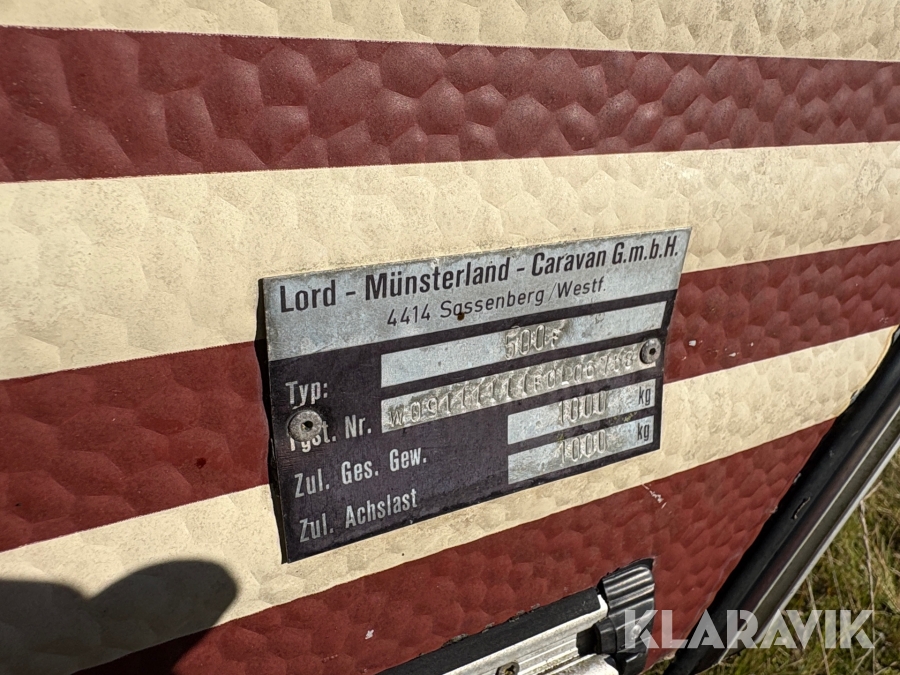 Lord - Münsterland - Caravan G.m.b.H.
4414 Sassenberg/Westf.
Typ:
Fgst. Nr.
Zul. Ges. Gew. 1000 kg
Zul. Achslast 1000 kg
KLARAVIK